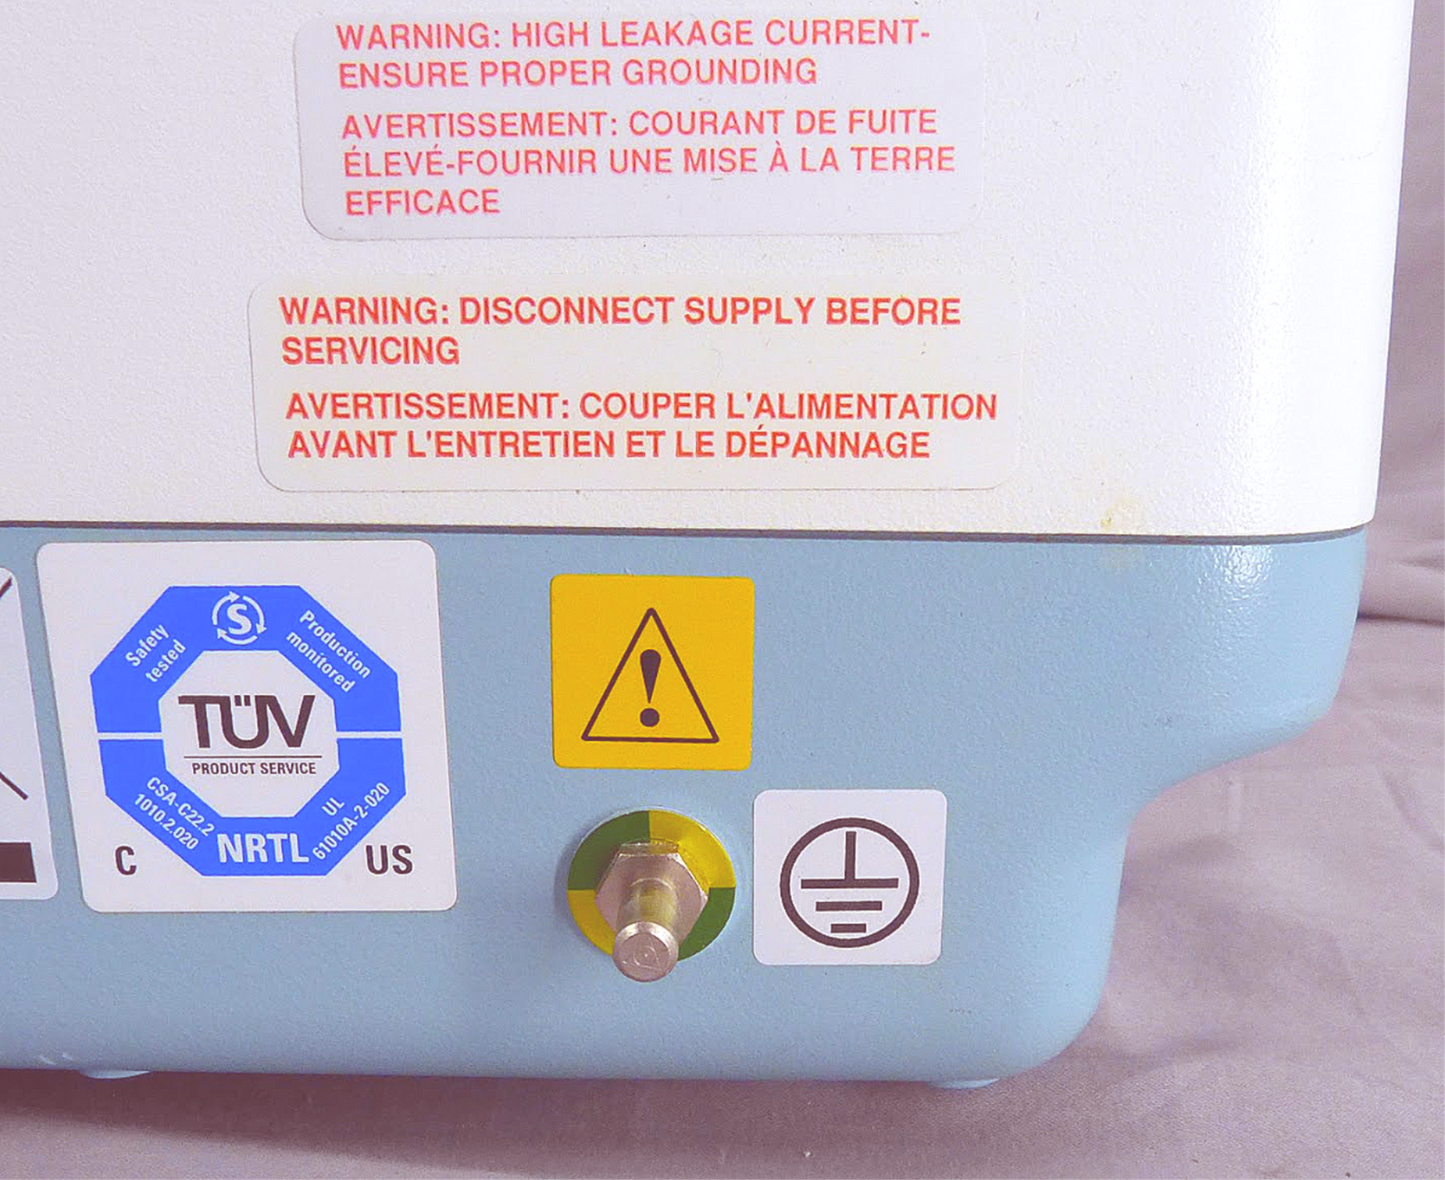 WARNING: HIGH LEAKAGE CURRENT-
ENSURE PROPER GROUNDING
AVERTISSEMENT: COURANT DE FUITE
ÉLEVÉ-FOURNIR UNE MISE À LA TERRE
EFFICACE
WARNING: DISCONNECT SUPPLY BEFORE
SERVICING
AVERTISSEMENT: COUPER L'ALIMENTATION
AVANT L'ENTRETIEN ET LE DÉPANNAGE
Safety
tested
S
Production
monitored
TÜV
PRODUCT SERVICE
CSA-C22.2
1010.2.020
NRTL
UL
61010A-2-020
C
US
!